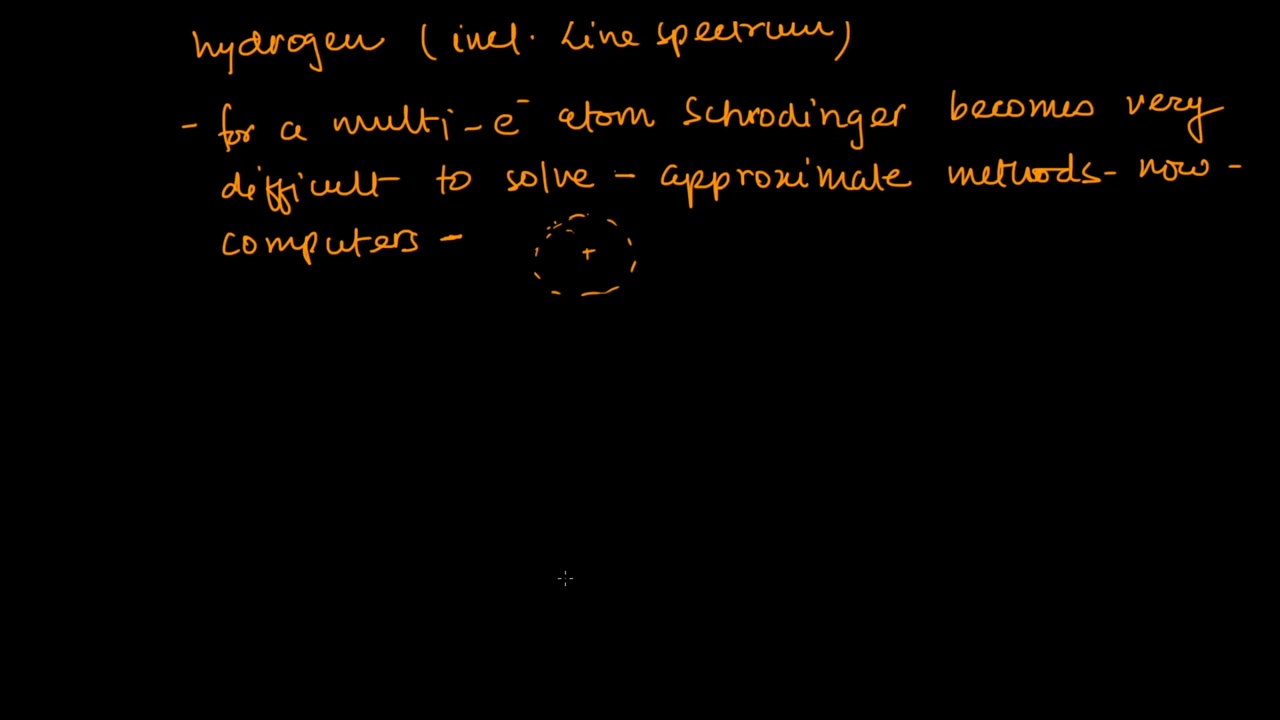 hydrogen (incl. Line spectrum)
- for a multi-e⁻ atom Schrodinger becomes very
difficult to solve - approximate methods - now -
computers -
+